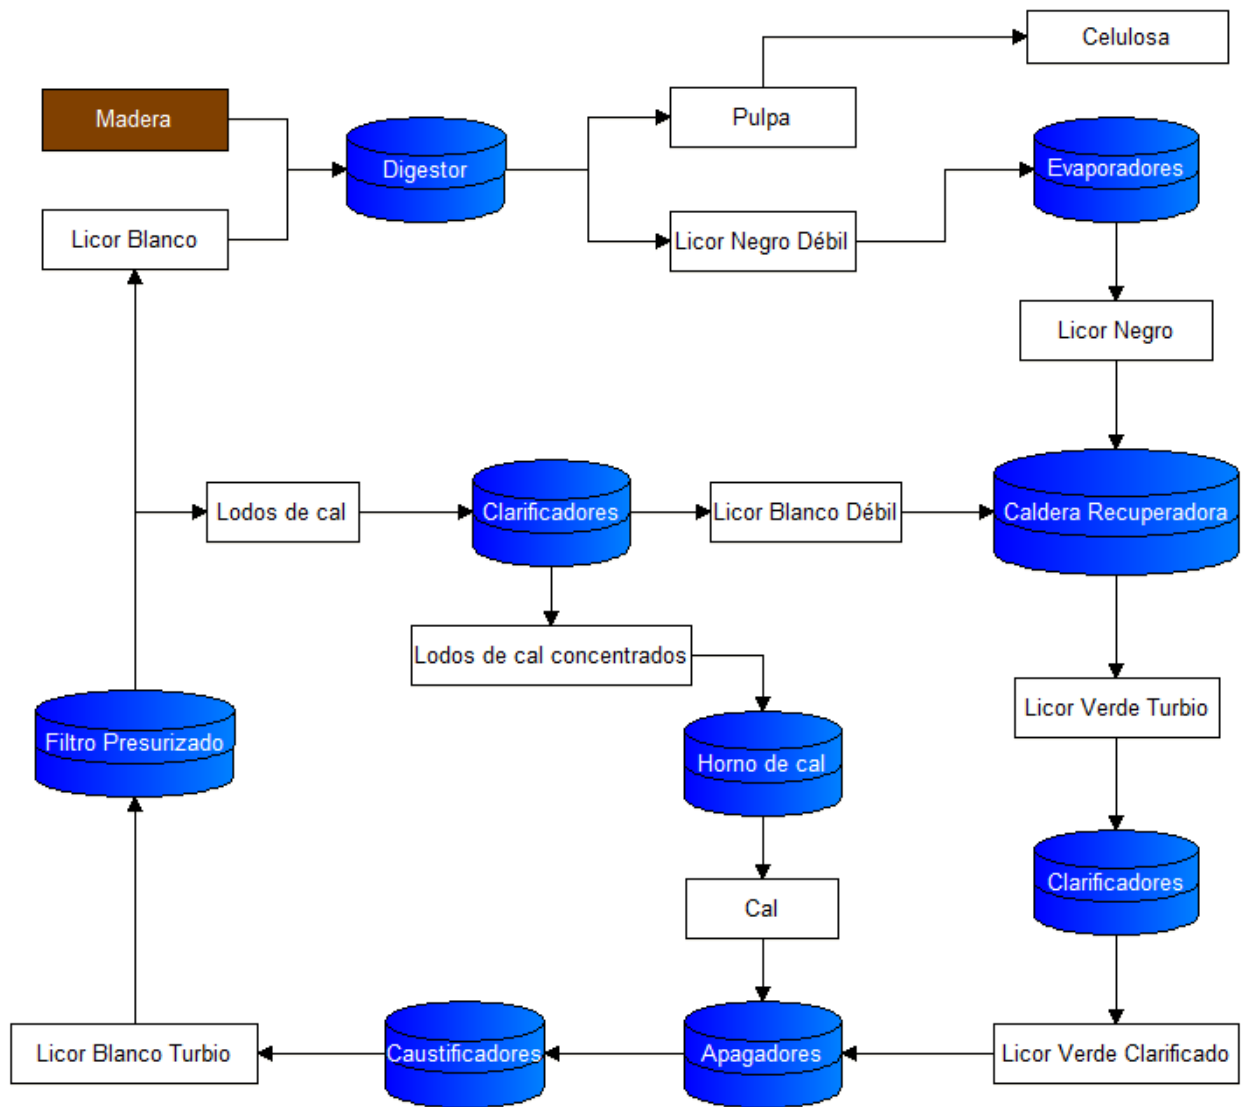 Celulosa
Madera
Pulpa
Digestor
Evaporadores
Licor Blanco
Licor Negro Débil
Licor Negro
Lodos de cal
Clarificadores
Licor Blanco Débil
Caldera Recuperadora
Lodos de cal concentrados
Licor Verde Turbio
Filtro Presurizado
Horno de cal
Clarificadores
Cal
Licor Blanco Turbio
Caustificadores
Apagadores
Licor Verde Clarificado